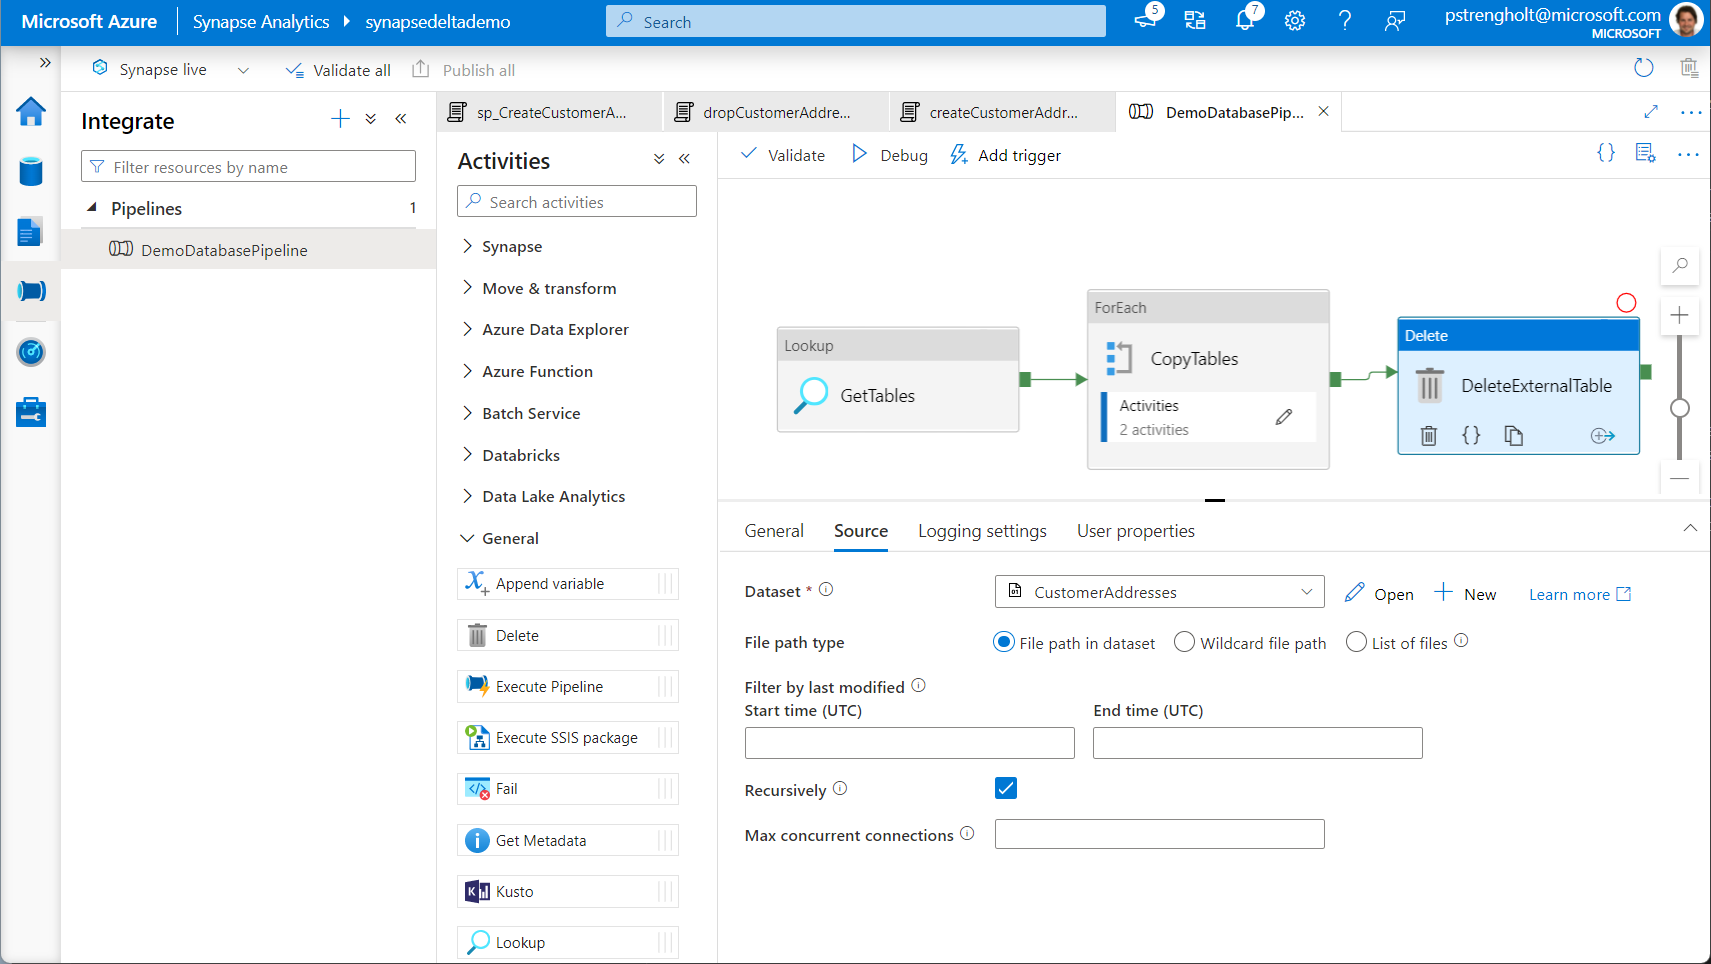 Microsoft Azure
Synapse Analytics
synapsedeltademo
Search
5
7
pstrengholt@microsoft.com
MICROSOFT
Synapse live
Validate all
Publish all
Integrate
Filter resources by name
Pipelines 1
DemoDatabasePipeline
sp_CreateCustomerA...
dropCustomerAddre...
createCustomerAddr...
DemoDatabasePip...
Activities
Search activities
Synapse
Move & transform
Azure Data Explorer
Azure Function
Batch Service
Databricks
Data Lake Analytics
General
Append variable
Delete
Execute Pipeline
Execute SSIS package
Fail
Get Metadata
Kusto
Lookup
Validate
Debug
Add trigger
Lookup
GetTables
ForEach
CopyTables
Activities
2 activities
Delete
DeleteExternalTable
General
Source
Logging settings
User properties
Dataset *
CustomerAddresses
Open
New
Learn more
File path type
File path in dataset
Wildcard file path
List of files
Filter by last modified
Start time (UTC)
End time (UTC)
Recursively
Max concurrent connections